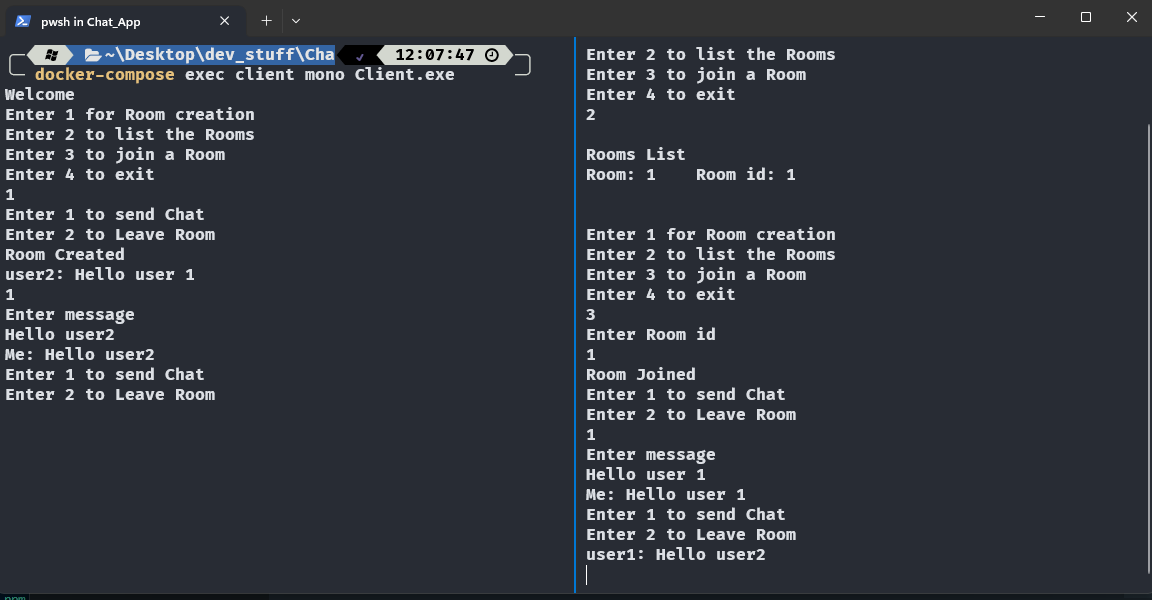 pwsh in Chat_App
~\Desktop\dev_stuff\Cha 12:07:47
docker-compose exec client mono Client.exe
Welcome
Enter 1 for Room creation
Enter 2 to list the Rooms
Enter 3 to join a Room
Enter 4 to exit
1
Enter 1 to send Chat
Enter 2 to Leave Room
Room Created
user2: Hello user 1
1
Enter message
Hello user2
Me: Hello user2
Enter 1 to send Chat
Enter 2 to Leave Room
Enter 2 to list the Rooms
Enter 3 to join a Room
Enter 4 to exit
2
Rooms List
Room: 1    Room id: 1
Enter 1 for Room creation
Enter 2 to list the Rooms
Enter 3 to join a Room
Enter 4 to exit
3
Enter Room id
1
Room Joined
Enter 1 to send Chat
Enter 2 to Leave Room
1
Enter message
Hello user 1
Me: Hello user 1
Enter 1 to send Chat
Enter 2 to Leave Room
user1: Hello user2